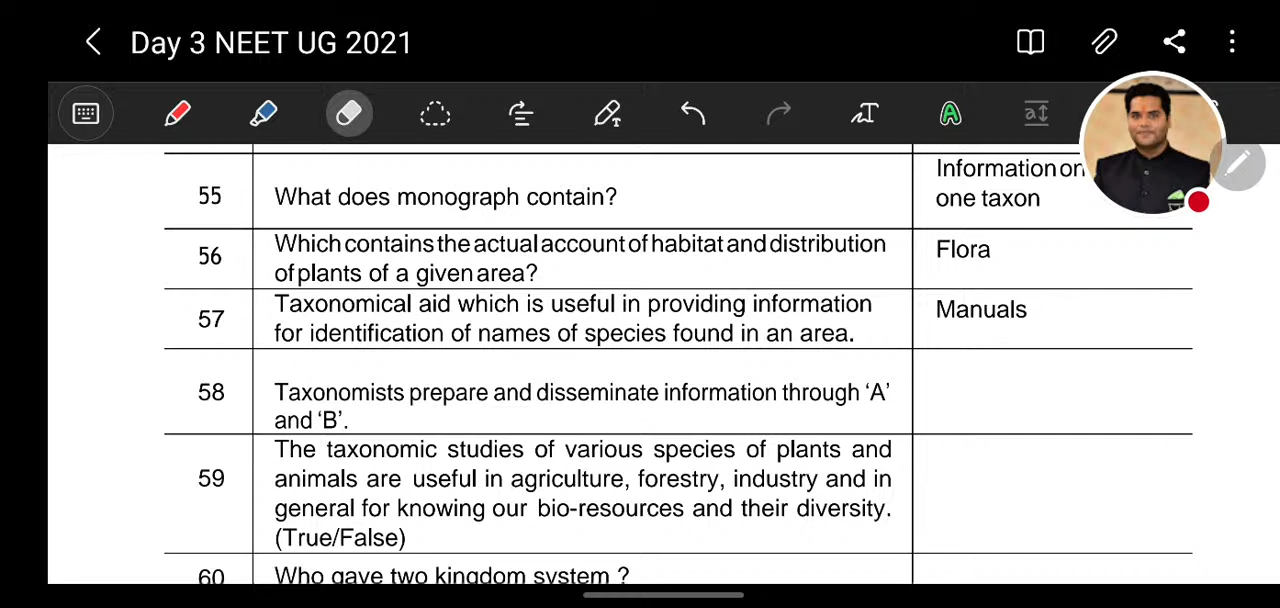 Day 3 NEET UG 2021
Information on
55 What does monograph contain?
one taxon
56 Which contains the actual account of habitat and distribution Flora
of plants of a given area?
57 Taxonomical aid which is useful in providing information Manuals
for identification of names of species found in an area.
58 Taxonomists prepare and disseminate information through ‘A’
and ‘B’.
59 The taxonomic studies of various species of plants and
animals are useful in agriculture, forestry, industry and in
general for knowing our bio-resources and their diversity.
(True/False)
60 Who gave two kingdom system ?